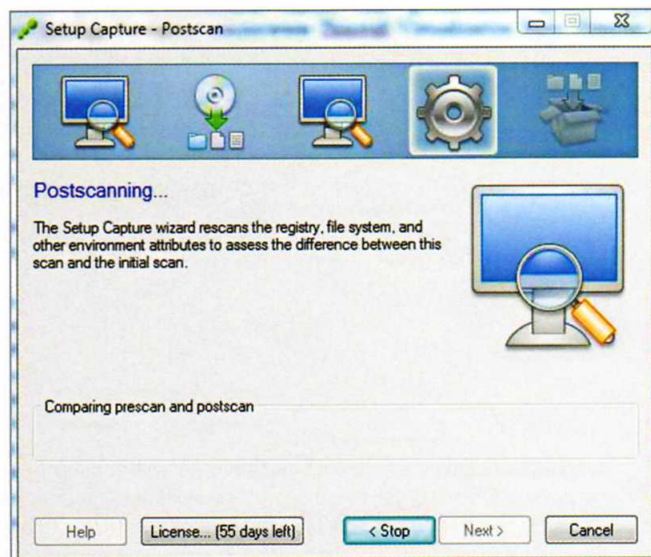 Setup Capture - Postscan
Postscanning...
The Setup Capture wizard rescans the registry, file system, and
other environment attributes to assess the difference between this
scan and the initial scan.
Comparing prescan and postscan
Help
License... (55 days left)
< Stop
Next >
Cancel